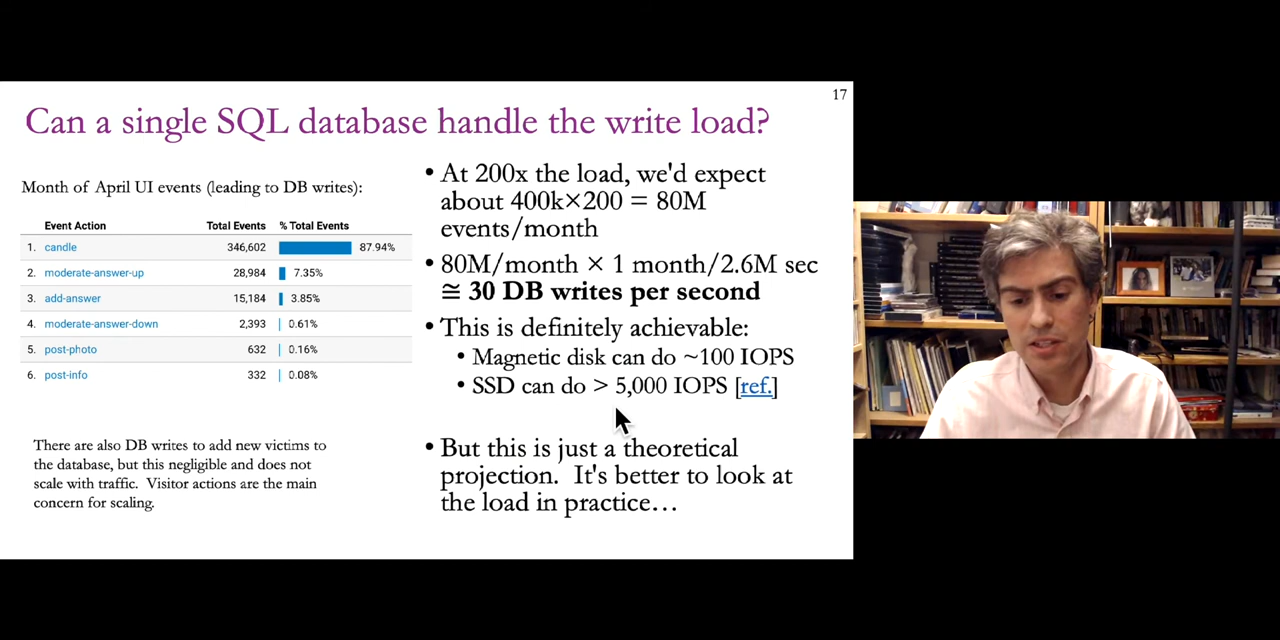 17
Can a single SQL database handle the write load?
Month of April UI events (leading to DB writes):
Event Action Total Events % Total Events
1. candle 346,602 87.94%
2. moderate-answer-up 28,984 7.35%
3. add-answer 15,184 3.85%
4. moderate-answer-down 2,393 0.61%
5. post-photo 632 0.16%
6. post-info 332 0.08%
There are also DB writes to add new victims to
the database, but this negligible and does not
scale with traffic. Visitor actions are the main
concern for scaling.
• At 200x the load, we'd expect
about 400k×200 = 80M
events/month
• 80M/month × 1 month/2.6M sec
≅ 30 DB writes per second
• This is definitely achievable:
• Magnetic disk can do ~100 IOPS
• SSD can do > 5,000 IOPS [ref.]
• But this is just a theoretical
projection. It's better to look at
the load in practice…